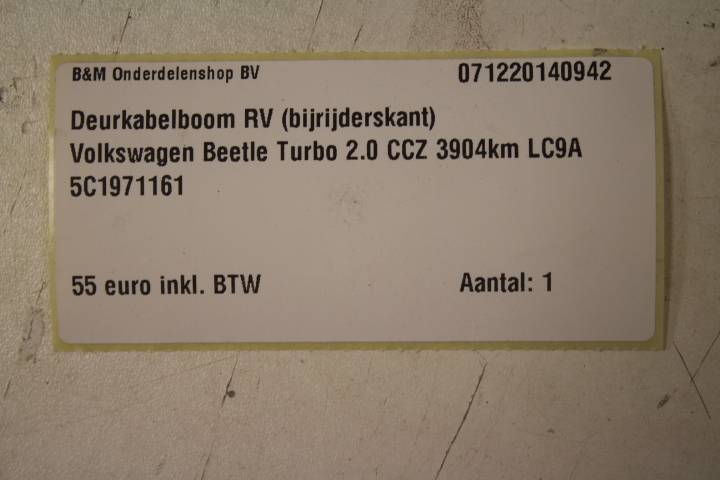 B&M Onderdelenshop BV 071220140942
Deurkabelboom RV (bijrijderskant)
Volkswagen Beetle Turbo 2.0 CCZ 3904km LC9A
5C1971161
55 euro inkl. BTW Aantal: 1